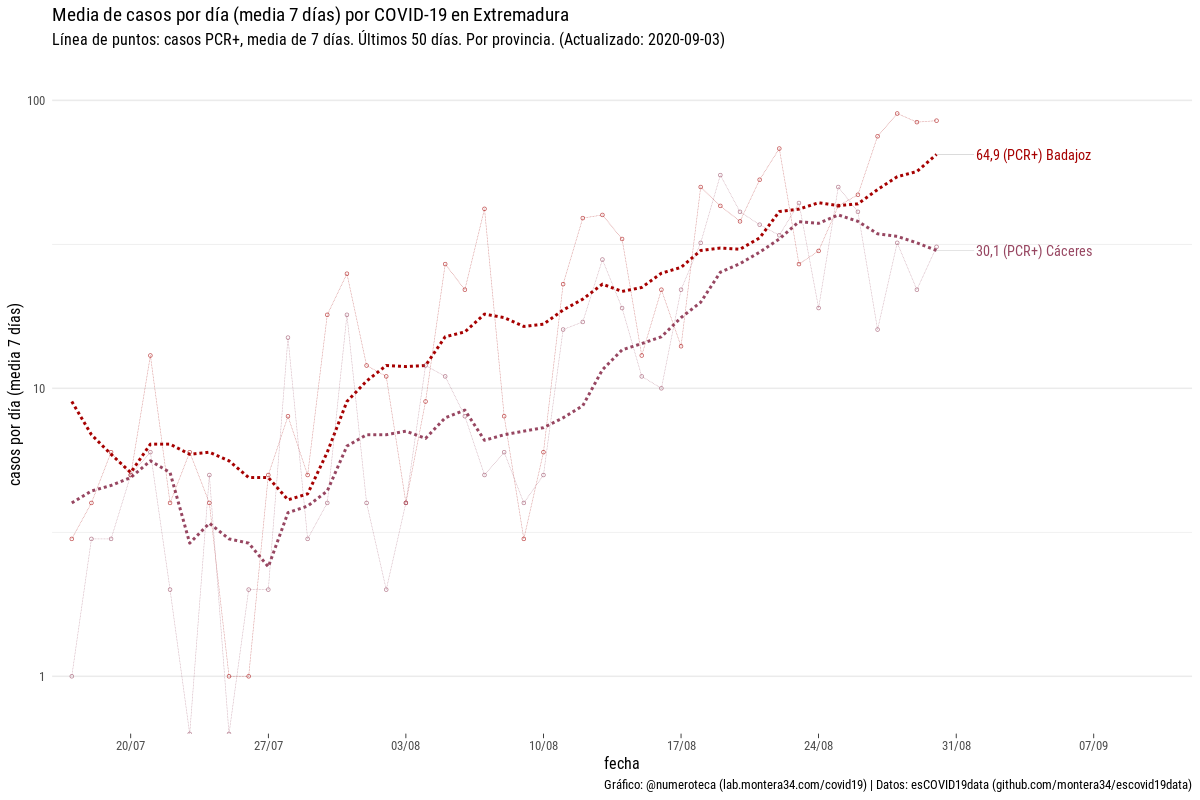 Media de casos por día (media 7 días) por COVID-19 en Extremadura
Línea de puntos: casos PCR+, media de 7 días. Últimos 50 días. Por provincia. (Actualizado: 2020-09-03)
casos por día (media 7 días)
100
10
1
64,9 (PCR+) Badajoz
30,1 (PCR+) Cáceres
20/07
27/07
03/08
10/08
17/08
24/08
31/08
07/09
fecha
Gráfico: @numeroteca (lab.montera34.com/covid19) | Datos: esCOVID19data (github.com/montera34/escovid19data)